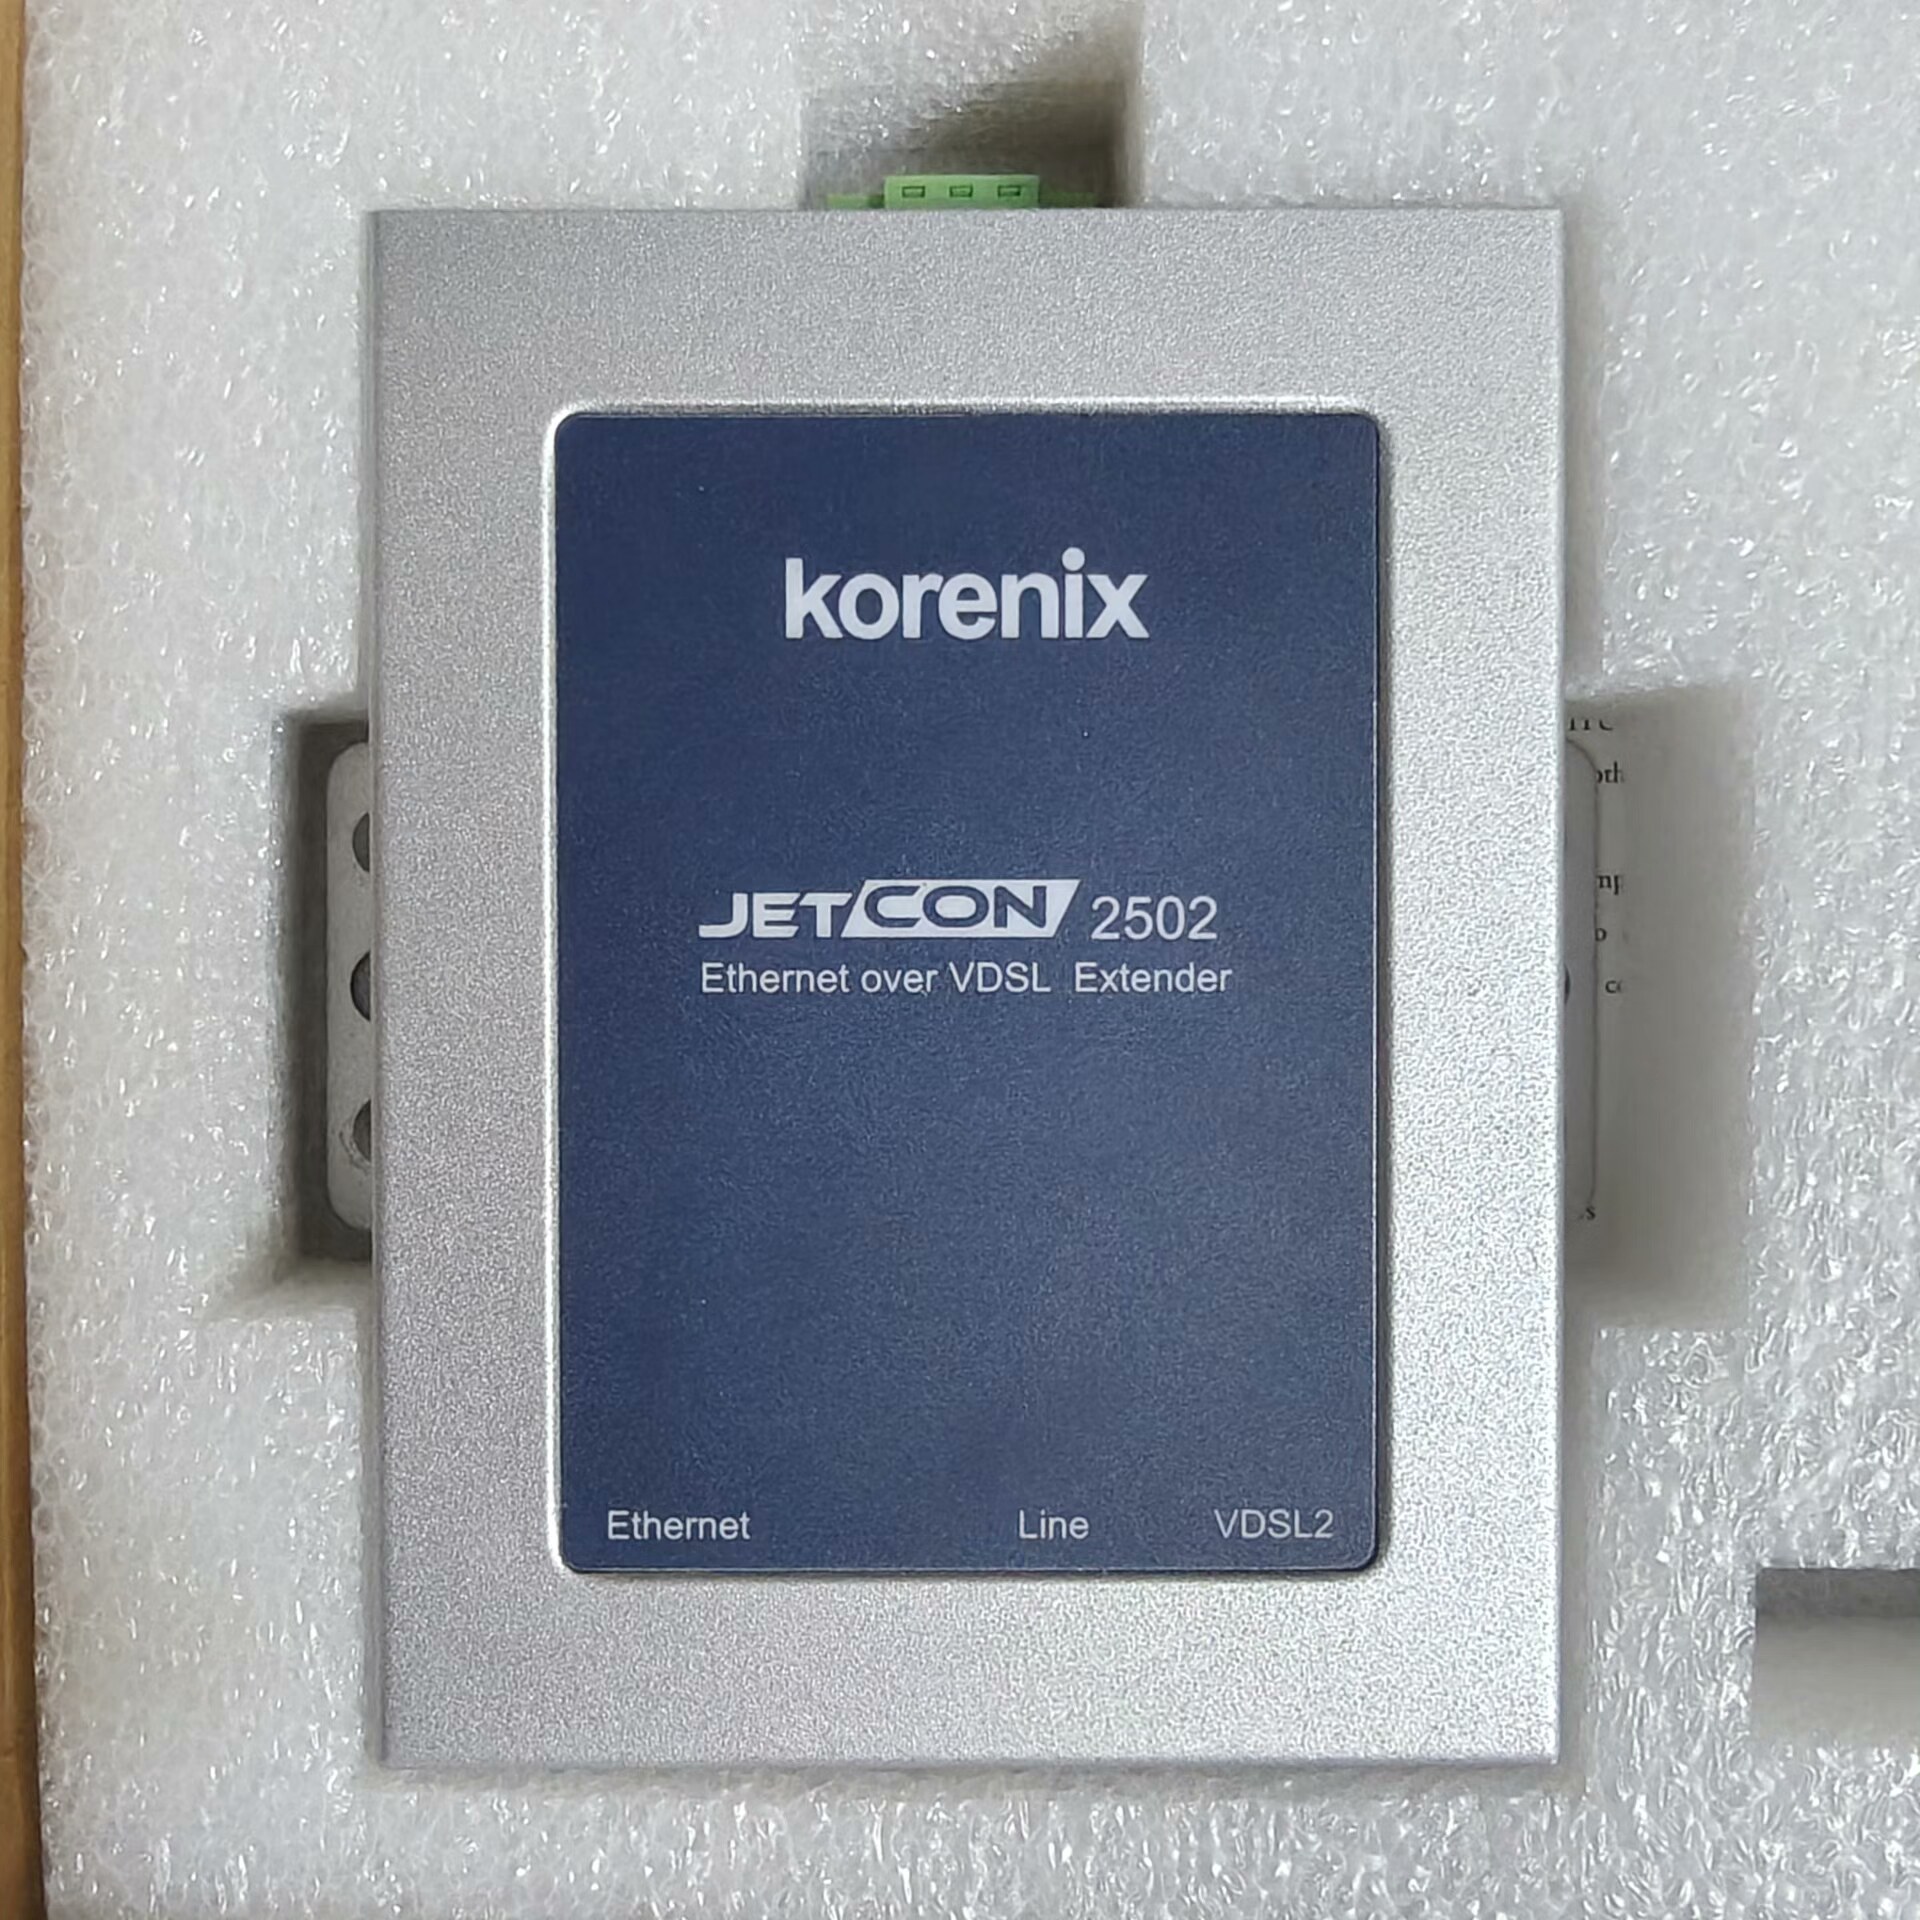 korenix
JETCON 2502
Ethernet over VDSL Extender
Ethernet Line VDSL2